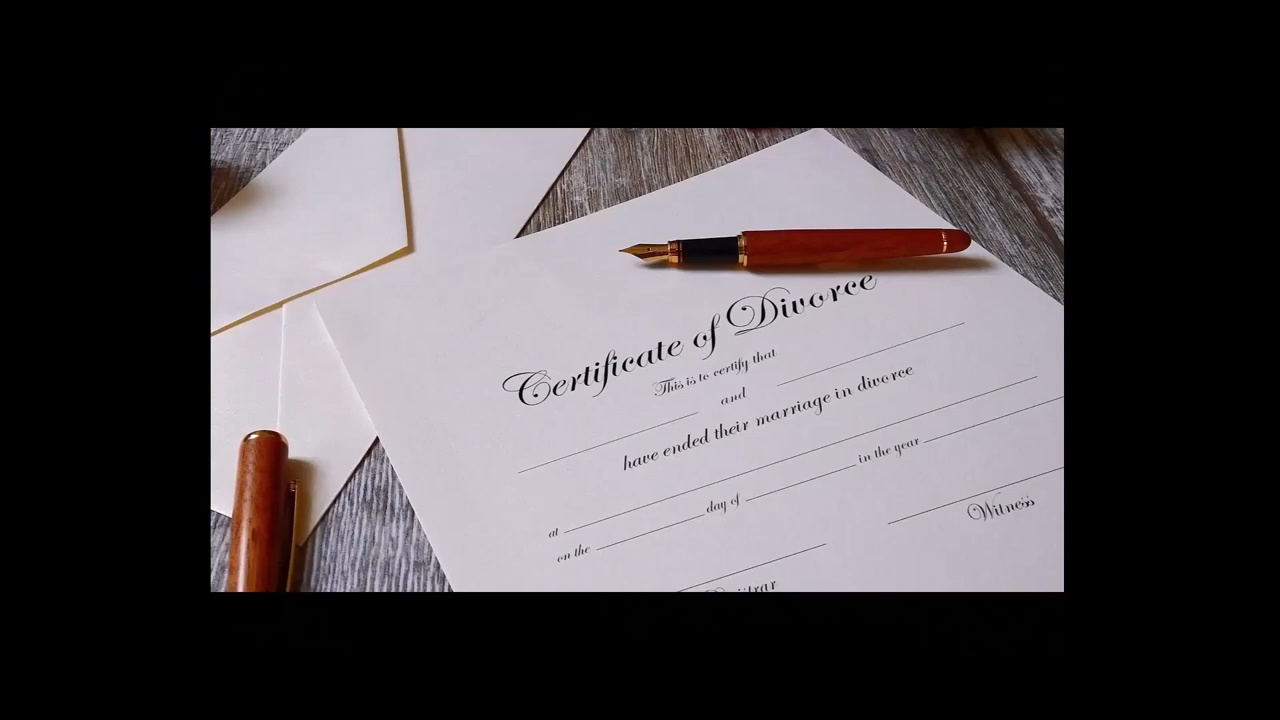 Certificate of Divorce
This is to certify that
and
have ended their marriage in divorce
at
on the day of in the year
Witness